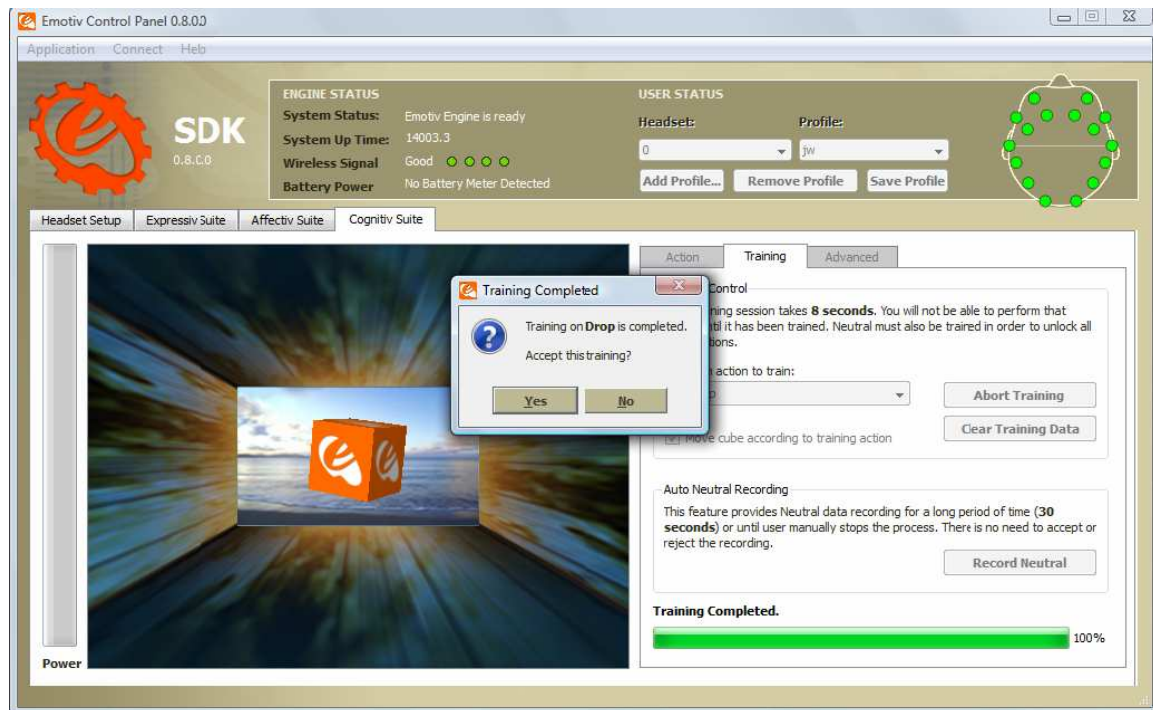 Emotiv Control Panel 0.8.0.0
Application Connect Help
SDK
0.8.0.0
ENGINE STATUS
System Status: Emotiv Engine is ready
System Up Time: 14003.3
Wireless Signal Good
Battery Power No Battery Meter Detected
USER STATUS
Headset: Profile:
0 jw
Add Profile... Remove Profile Save Profile
Headset Setup Expressiv Suite Affectiv Suite Cognitiv Suite
Power
Training Completed
Training on Drop is completed.
Accept this training?
Yes No
Action Training Advanced
Control
session takes 8 seconds. You will not be able to perform that
it has been trained. Neutral must also be trained in order to unlock all
action to train:
Abort Training
Move cube according to training action
Clear Training Data
Auto Neutral Recording
This feature provides Neutral data recording for a long period of time (30
seconds) or until user manually stops the process. There is no need to accept or
reject the recording.
Record Neutral
Training Completed.
100%